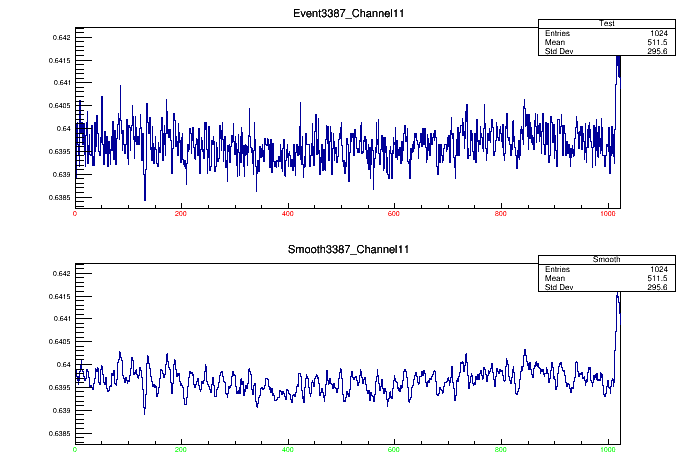 Event3387_Channel11
Test
Entries 1024
Mean 511.5
Std Dev 295.6
0.642
0.6415
0.641
0.6405
0.64
0.6395
0.639
0.6385
0 200 400 600 800 1000
Smooth3387_Channel11
Smooth
Entries 1024
Mean 511.5
Std Dev 295.6
0.642
0.6415
0.641
0.6405
0.64
0.6395
0.639
0.6385
0 200 400 600 800 1000